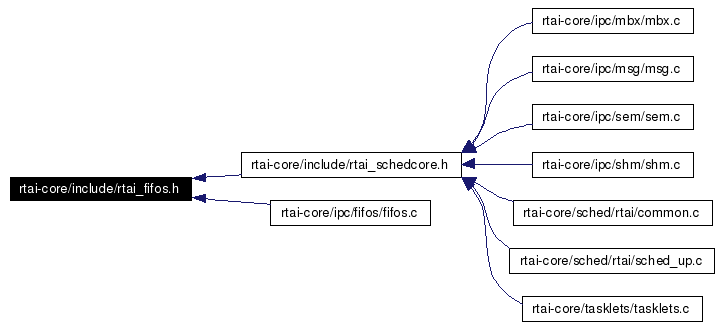 rtai-core/ipc/mbx/mbx.c
rtai-core/ipc/msg/msg.c
rtai-core/ipc/sem/sem.c
rtai-core/include/rtai_schedcore.h
rtai-core/ipc/shm/shm.c
rtai-core/include/rtai_fifos.h
rtai-core/ipc/fifos/fifos.c
rtai-core/sched/rtai/common.c
rtai-core/sched/rtai/sched_up.c
rtai-core/tasklets/tasklets.c